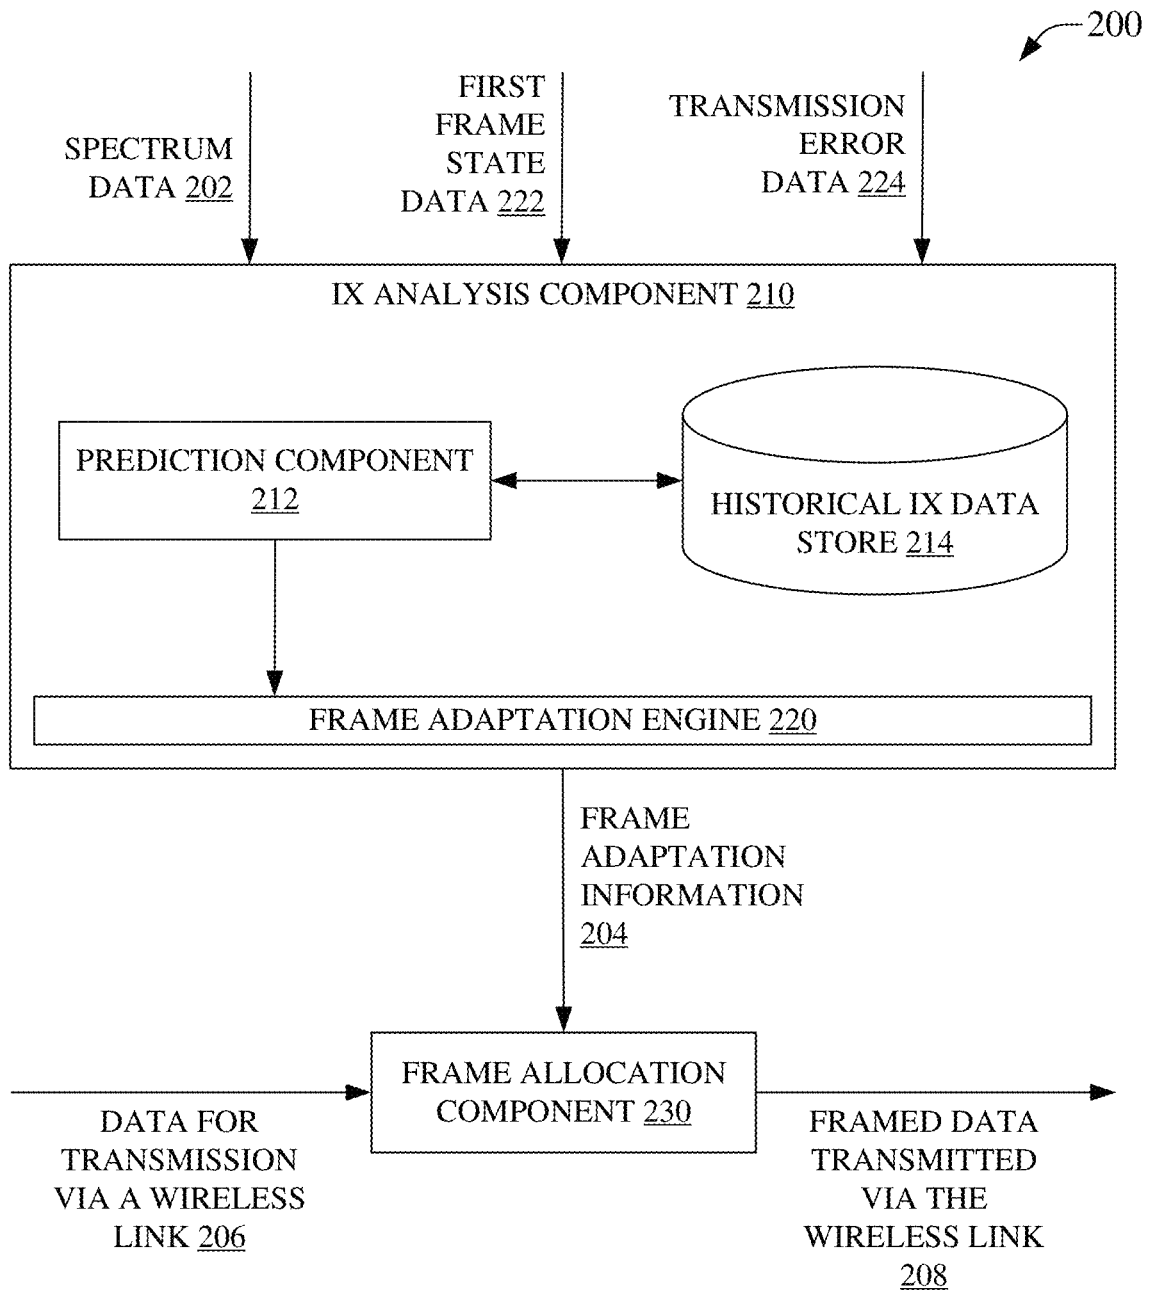 200
SPECTRUM
DATA 202
FIRST
FRAME
STATE
DATA 222
TRANSMISSION
ERROR
DATA 224
IX ANALYSIS COMPONENT 210
PREDICTION COMPONENT
212
HISTORICAL IX DATA
STORE 214
FRAME ADAPTATION ENGINE 220
FRAME
ADAPTATION
INFORMATION
204
FRAME ALLOCATION
COMPONENT 230
DATA FOR
TRANSMISSION
VIA A WIRELESS
LINK 206
FRAMED DATA
TRANSMITTED
VIA THE
WIRELESS LINK
208